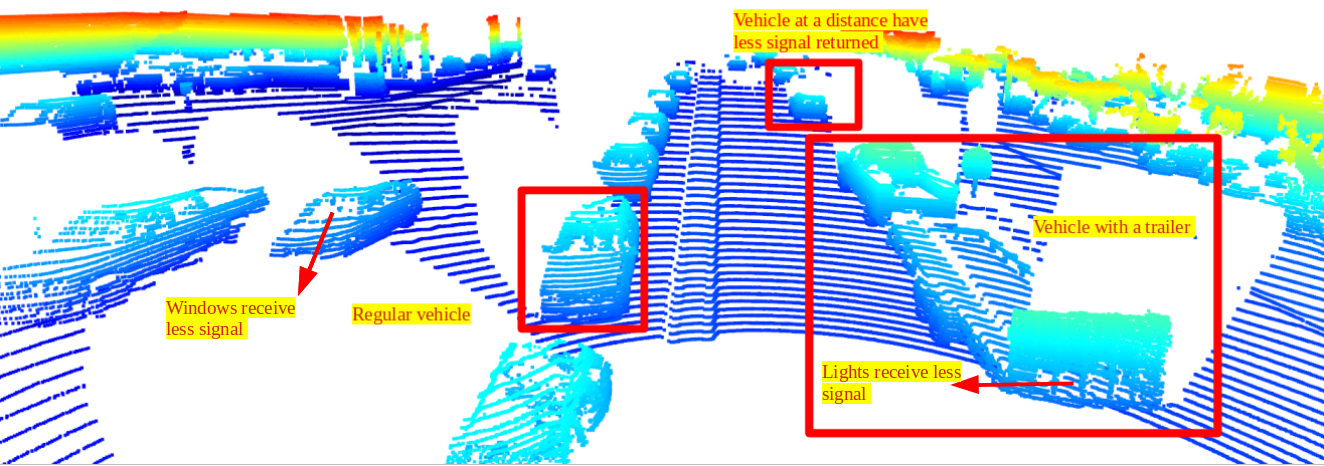 Vehicle at a distance have
less signal returned
Vehicle with a trailer
Windows receive
less signal
Regular vehicle
Lights receive less
signal